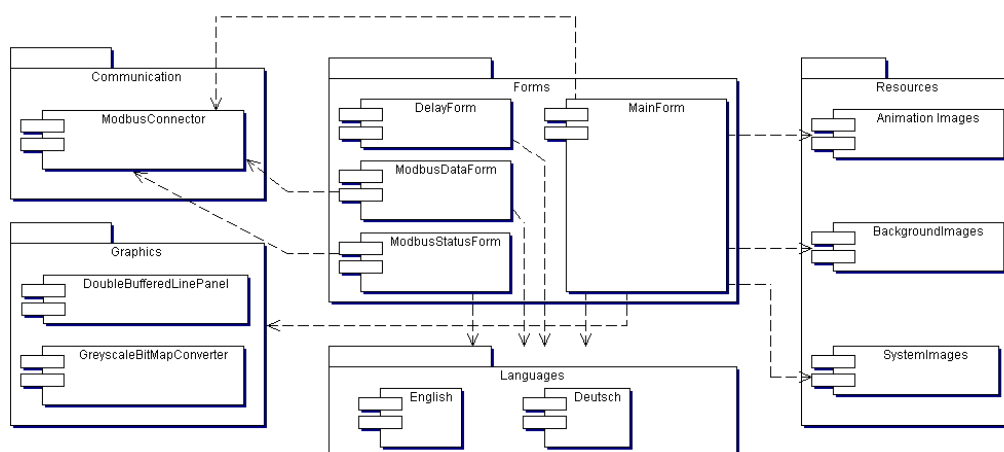 Communication
ModbusConnector
Graphics
DoubleBufferedLinePanel
GreyscaleBitMapConverter
Forms
DelayForm
MainForm
ModbusDataForm
ModbusStatusForm
Languages
English
Deutsch
Resources
Animation Images
BackgroundImages
SystemImages